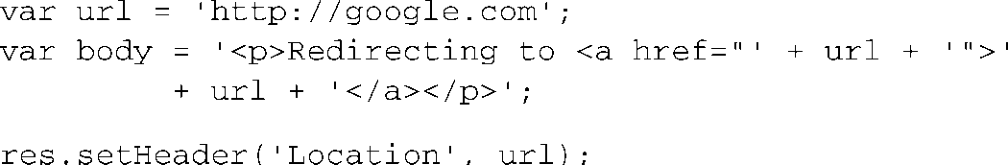 var url = 'http://google.com';
var body = '<p>Redirecting to <a href="' + url + '">'
+ url + '</a></p>';
res.setHeader('Location', url);